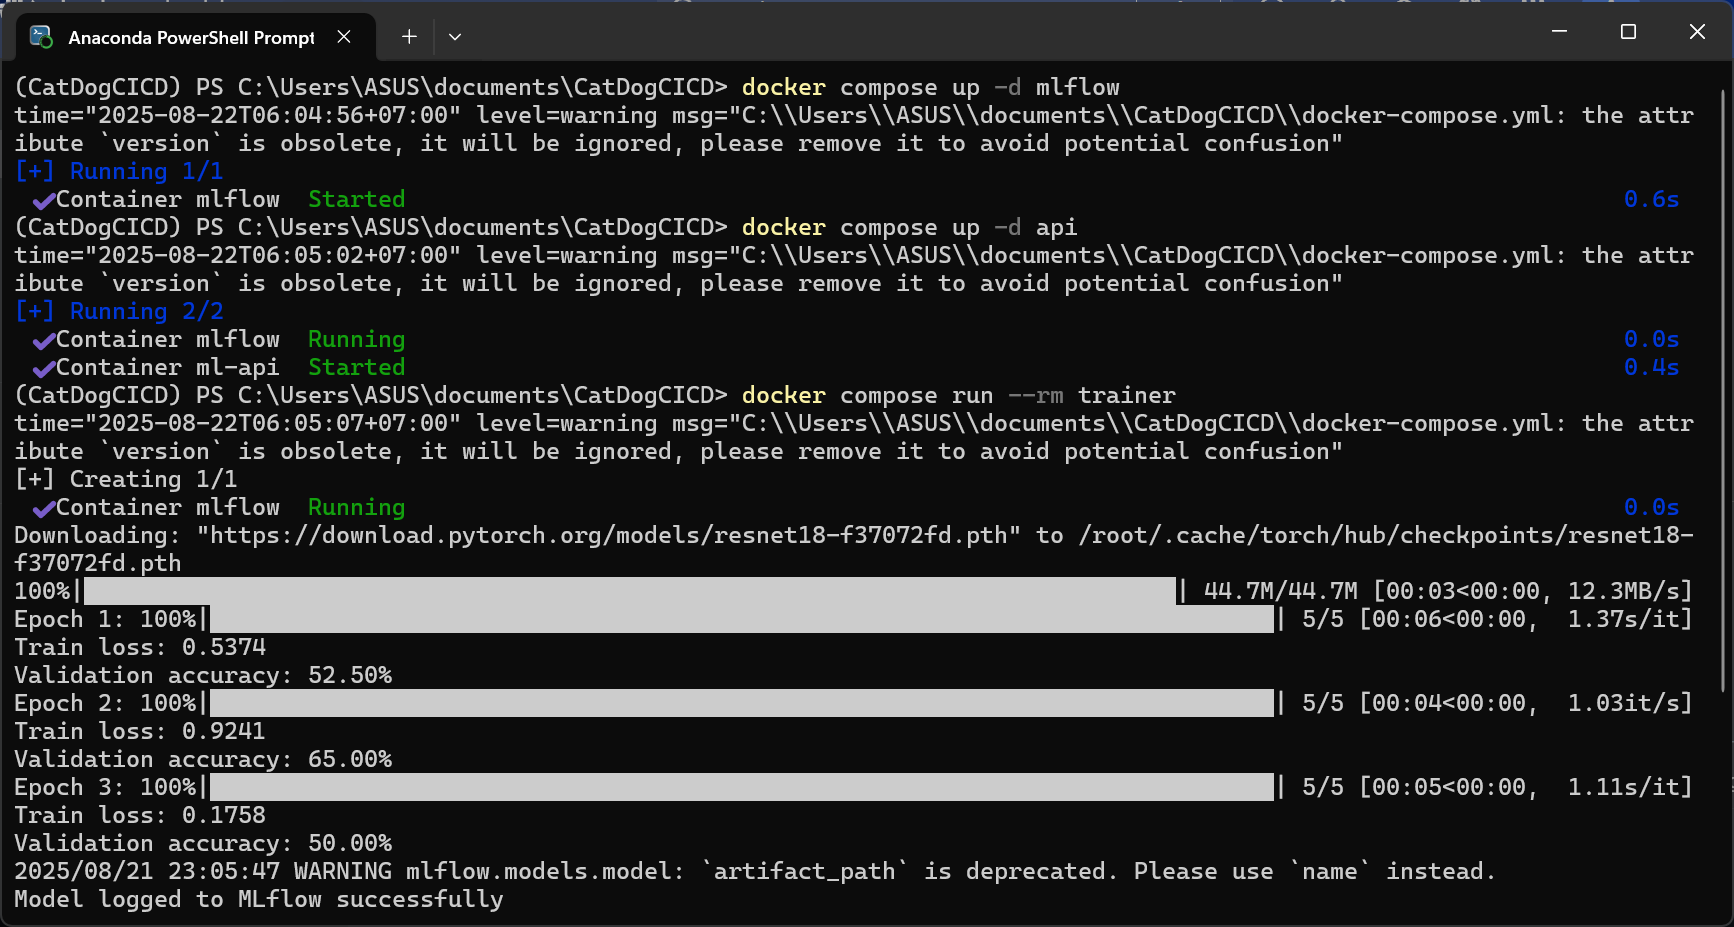 Anaconda PowerShell Prompt
(CatDogCICD) PS C:\Users\ASUS\documents\CatDogCICD> docker compose up -d mlflow
time="2025-08-22T06:04:56+07:00" level=warning msg="C:\\Users\\ASUS\\documents\\CatDogCICD\\docker-compose.yml: the attr
ibute `version` is obsolete, it will be ignored, please remove it to avoid potential confusion"
[+] Running 1/1
✔Container mlflow  Started 0.6s
(CatDogCICD) PS C:\Users\ASUS\documents\CatDogCICD> docker compose up -d api
time="2025-08-22T06:05:02+07:00" level=warning msg="C:\\Users\\ASUS\\documents\\CatDogCICD\\docker-compose.yml: the attr
ibute `version` is obsolete, it will be ignored, please remove it to avoid potential confusion"
[+] Running 2/2
✔Container mlflow  Running 0.0s
✔Container ml-api  Started 0.4s
(CatDogCICD) PS C:\Users\ASUS\documents\CatDogCICD> docker compose run --rm trainer
time="2025-08-22T06:05:07+07:00" level=warning msg="C:\\Users\\ASUS\\documents\\CatDogCICD\\docker-compose.yml: the attr
ibute `version` is obsolete, it will be ignored, please remove it to avoid potential confusion"
[+] Creating 1/1
✔Container mlflow  Running 0.0s
Downloading: "https://download.pytorch.org/models/resnet18-f37072fd.pth" to /root/.cache/torch/hub/checkpoints/resnet18-
f37072fd.pth
100%| | 44.7M/44.7M [00:03<00:00, 12.3MB/s]
Epoch 1: 100%| | 5/5 [00:06<00:00,  1.37s/it]
Train loss: 0.5374
Validation accuracy: 52.50%
Epoch 2: 100%| | 5/5 [00:04<00:00,  1.03it/s]
Train loss: 0.9241
Validation accuracy: 65.00%
Epoch 3: 100%| | 5/5 [00:05<00:00,  1.11s/it]
Train loss: 0.1758
Validation accuracy: 50.00%
2025/08/21 23:05:47 WARNING mlflow.models.model: `artifact_path` is deprecated. Please use `name` instead.
Model logged to MLflow successfully